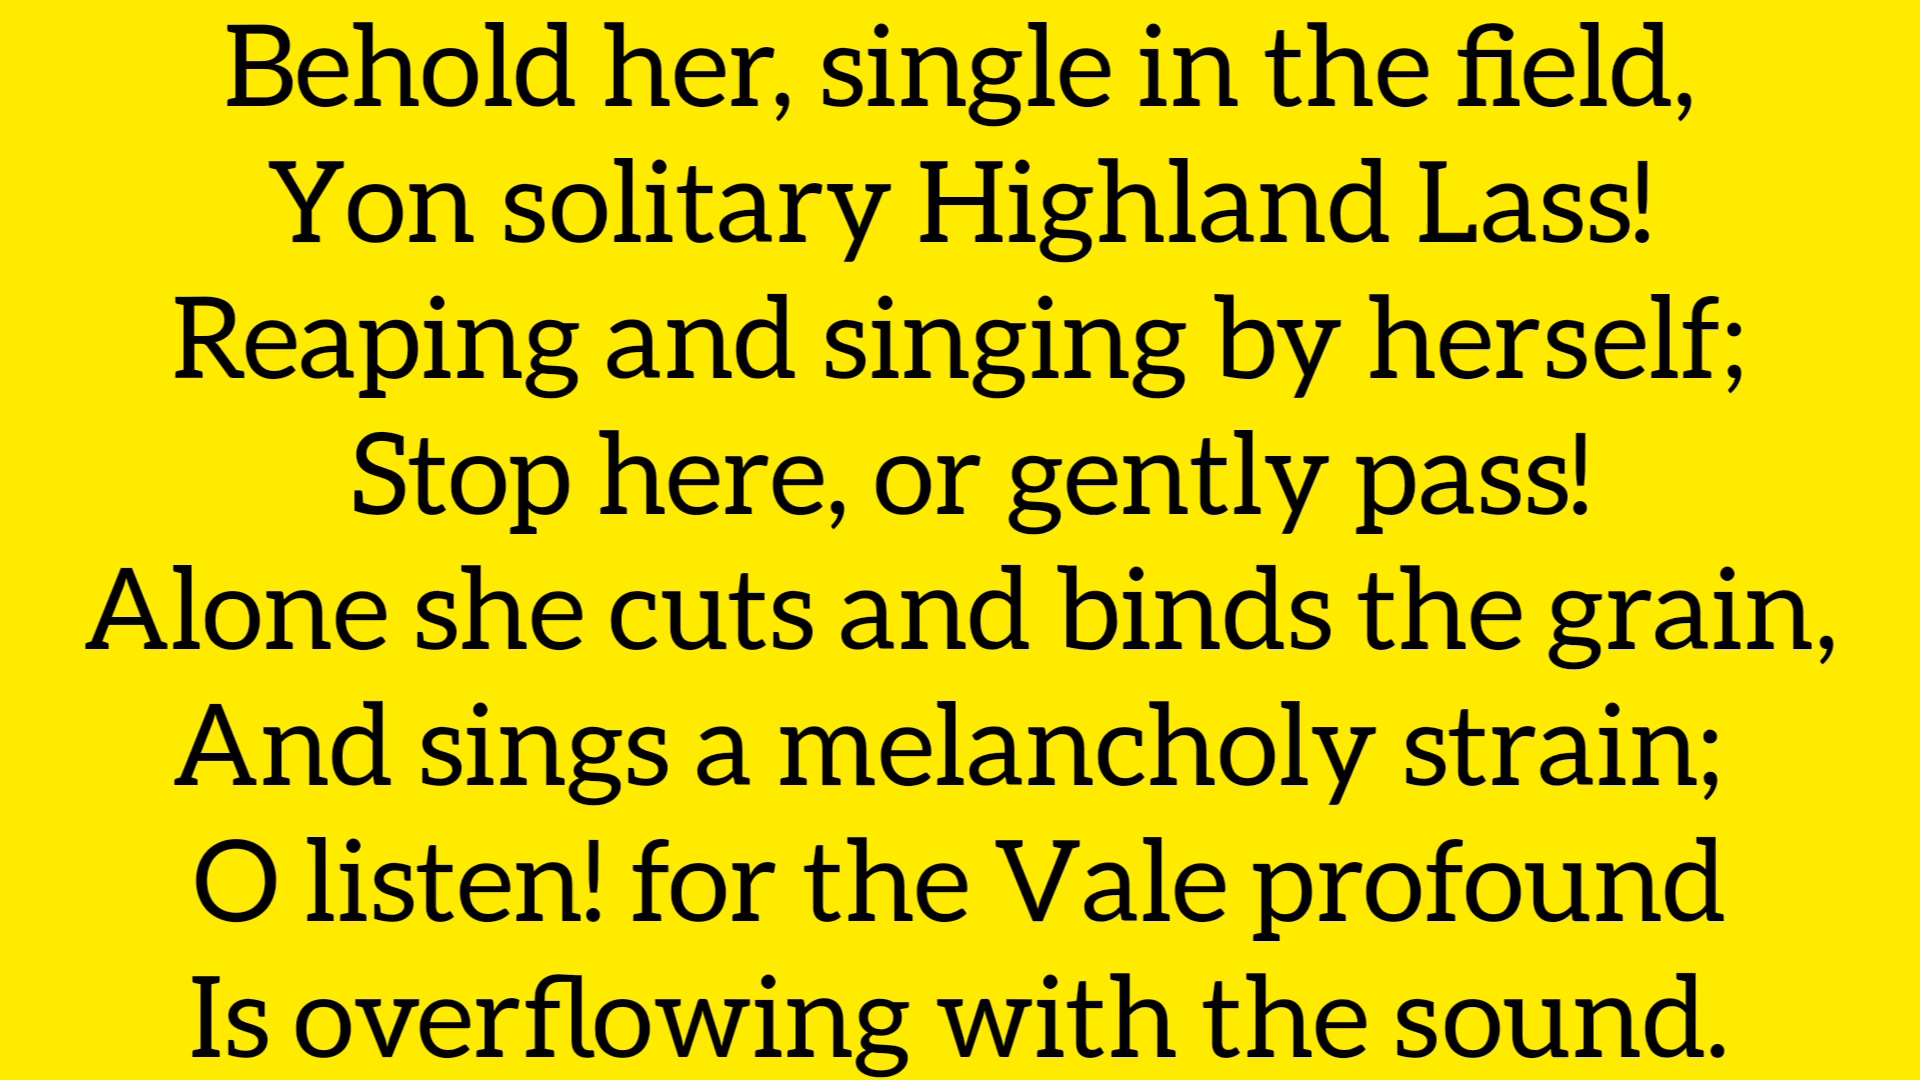 Behold her, single in the field,
Yon solitary Highland Lass!
Reaping and singing by herself;
Stop here, or gently pass!
Alone she cuts and binds the grain,
And sings a melancholy strain;
O listen! for the Vale profound
Is overflowing with the sound.